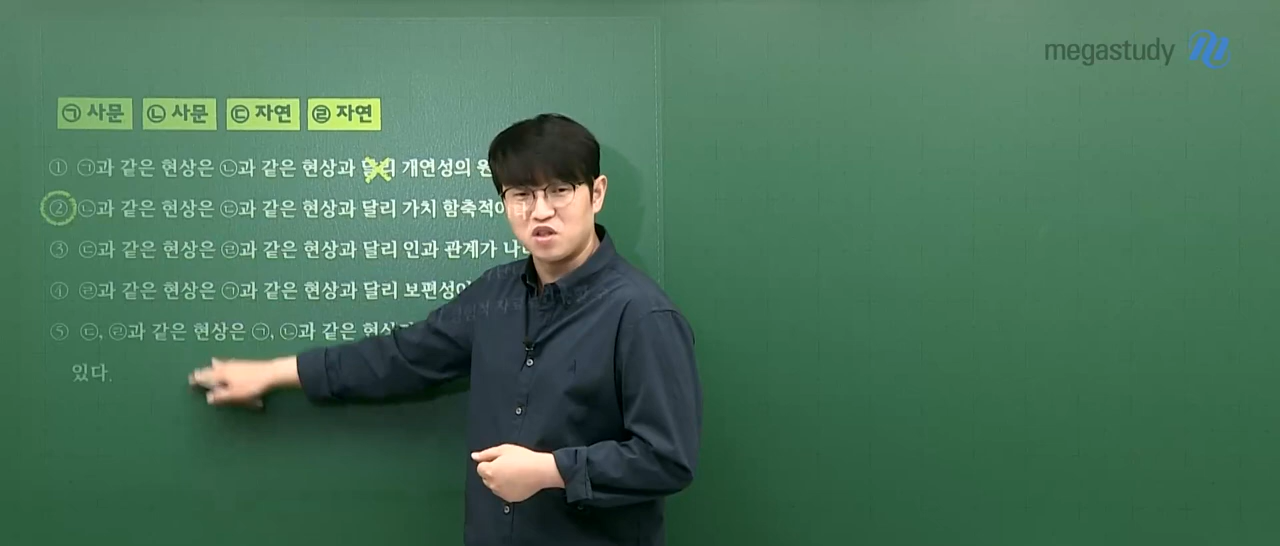 megastudy
㉠ 사문 ㉡ 사문 ㉢ 자연 ㉣ 자연
① ㉠과 같은 현상은 ㉡과 같은 현상과 달리 개연성의
② ㉡과 같은 현상은 ㉢과 같은 현상과 달리 가치 함축적이
③ ㉢과 같은 현상은 ㉣과 같은 현상과 달리 인과 관계가
④ ㉣과 같은 현상은 ㉠과 같은 현상과 달리 보편성이
⑤ ㉢, ㉣과 같은 현상은 ㉠, ㉡과 같은 현상과
있다.